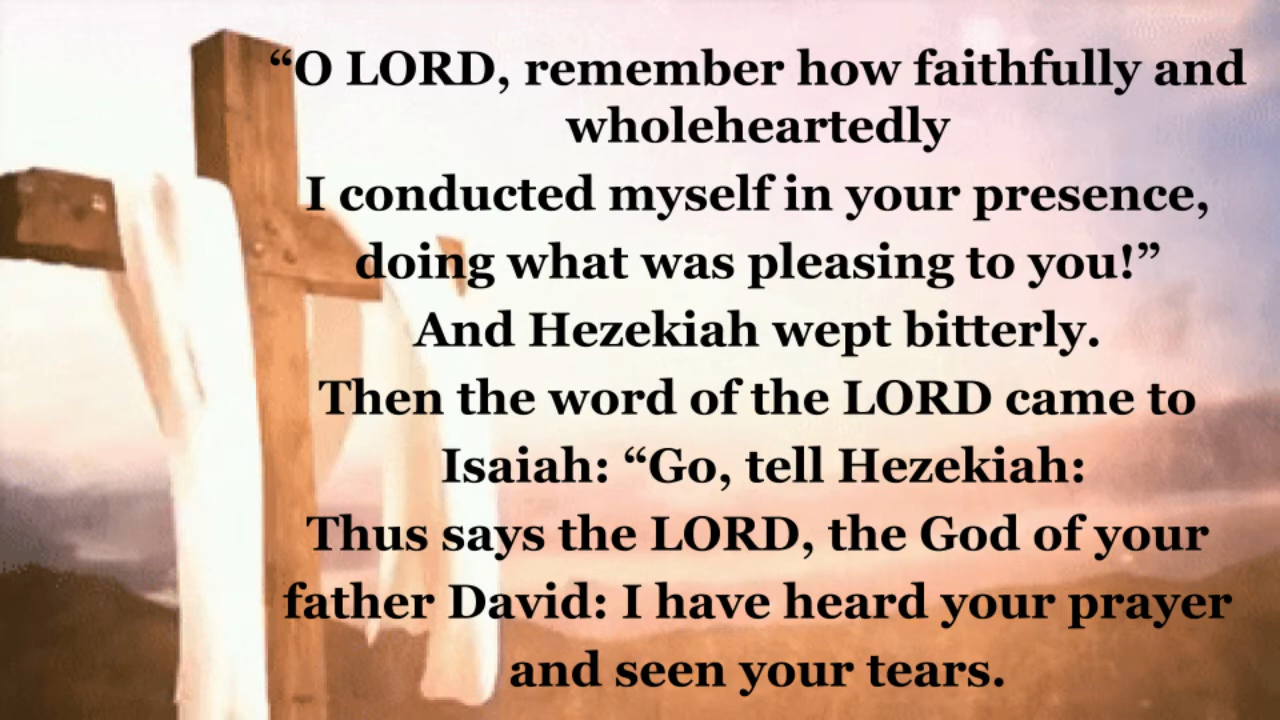 “O LORD, remember how faithfully and
wholeheartedly
I conducted myself in your presence,
doing what was pleasing to you!”
And Hezekiah wept bitterly.
Then the word of the LORD came to
Isaiah: “Go, tell Hezekiah:
Thus says the LORD, the God of your
father David: I have heard your prayer
and seen your tears.